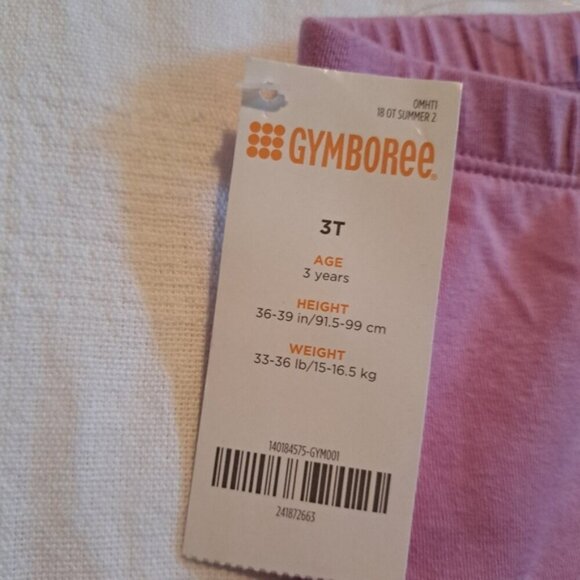 OMHT1
18 OT SUMMER 2
GYMBOREE
3T
AGE
3 years
HEIGHT
36-39 in/91.5-99 cm
WEIGHT
33-36 lb/15-16.5 kg
140184575-GYM001
241872663